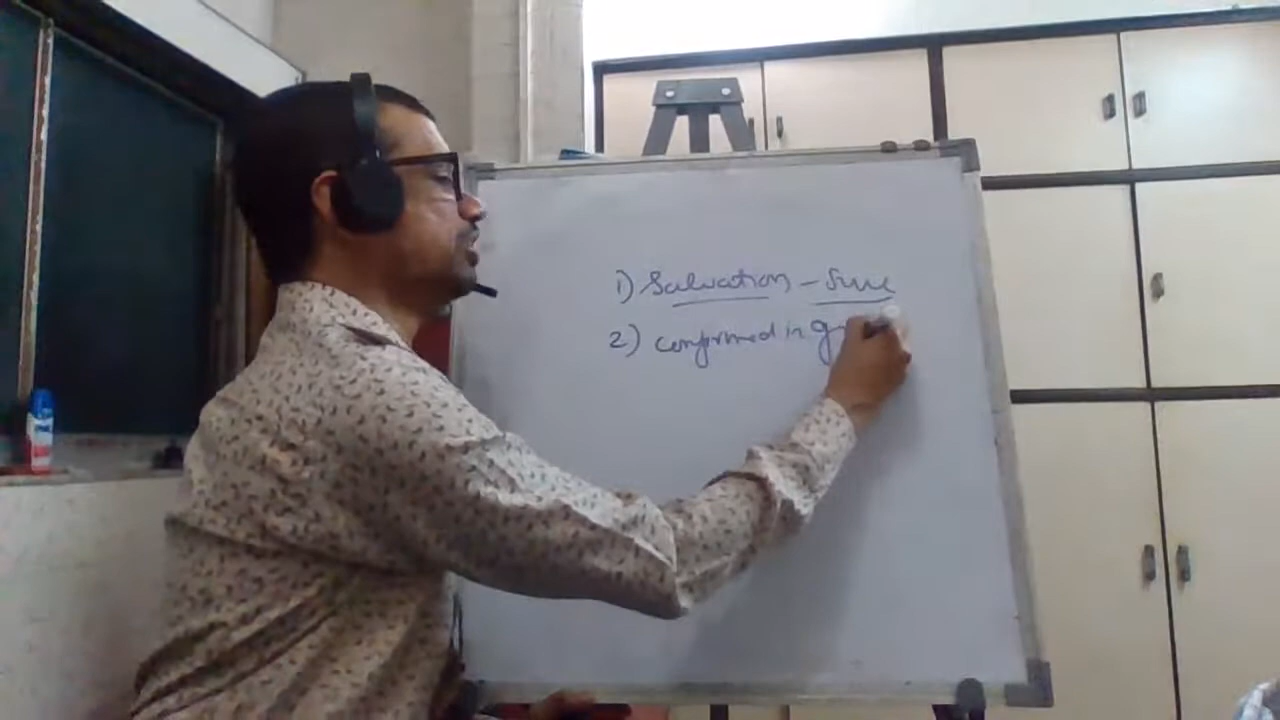 1) Salvation - Sure
2) confirmed in